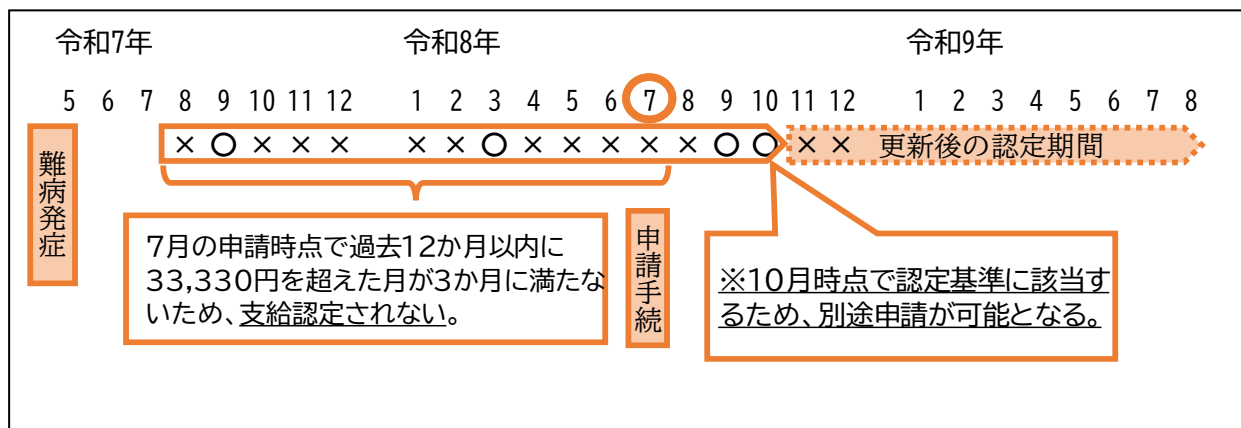 令和7年 令和8年 令和9年
5 6 7 8 9 10 11 12 1 2 3 4 5 6 7 8 9 10 11 12 1 2 3 4 5 6 7 8
× ○ × × × × × ○ × × × × × ○ ○ × × 更新後の認定期間
難病発症
7月の申請時点で過去12か月以内に
33,330円を超えた月が3か月に満たな
いため、支給認定されない。
申請手続
※10月時点で認定基準に該当す
るため、別途申請が可能となる。